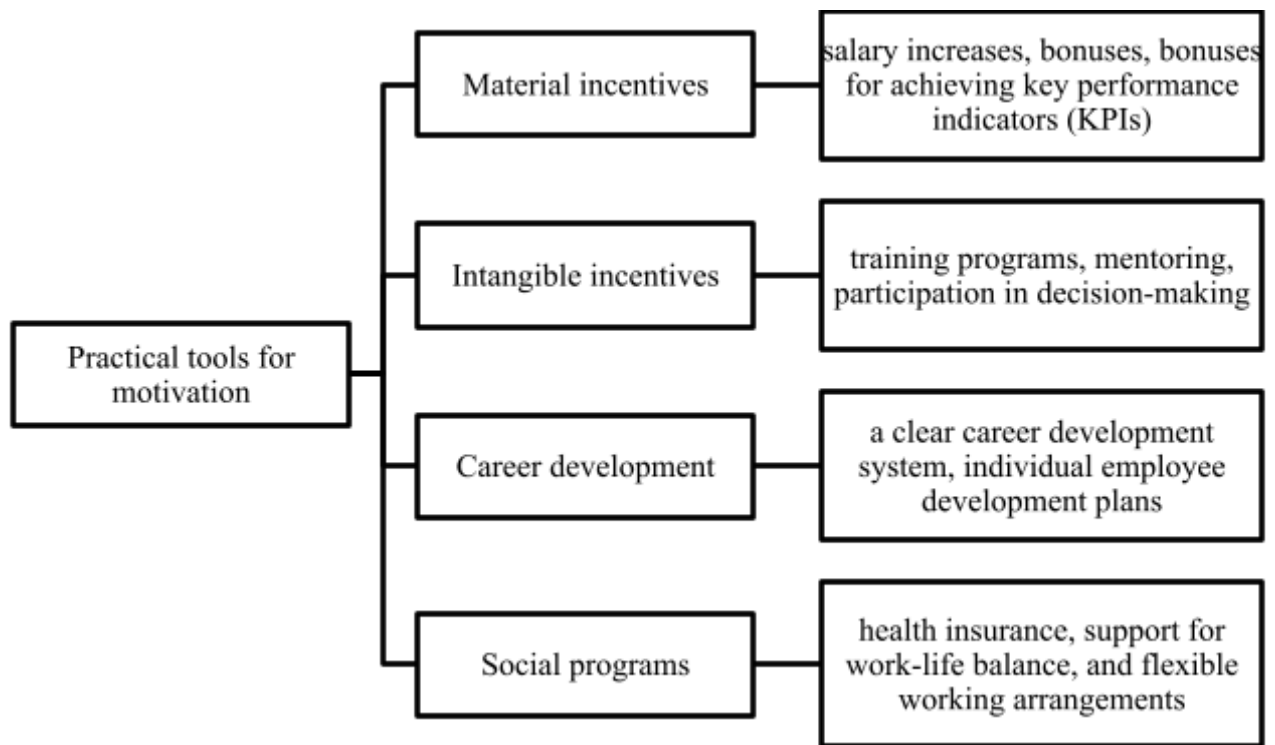 Practical tools for
motivation
Material incentives
salary increases, bonuses, bonuses
for achieving key performance
indicators (KPIs)
Intangible incentives
training programs, mentoring,
participation in decision-making
Career development
a clear career development
system, individual employee
development plans
Social programs
health insurance, support for
work-life balance, and flexible
working arrangements